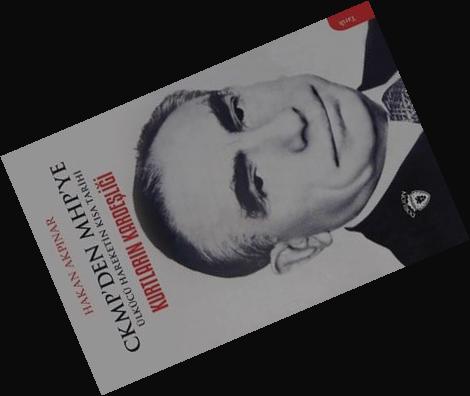 Tarih
HAKAN AKPINAR
CKMP'DEN MHP'YE
ÜLKÜCÜ HAREKETİN KISA TARİHİ
KURTLARIN KARDEŞLİĞİ